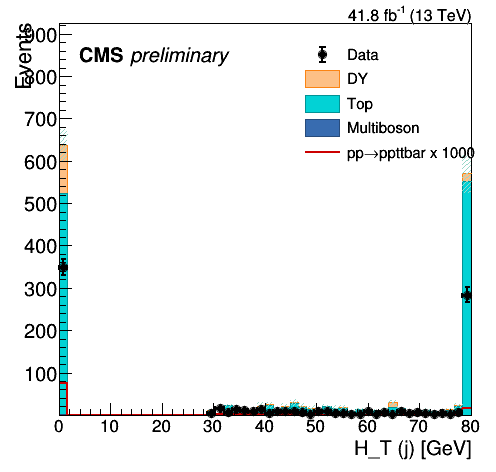 41.8 fb⁻¹ (13 TeV)
CMS preliminary
Data
DY
Top
Multiboson
pp→ppttbar x 1000
Events
900
800
700
600
500
400
300
200
100
0 10 20 30 40 50 60 70 80
H_T (j) [GeV]